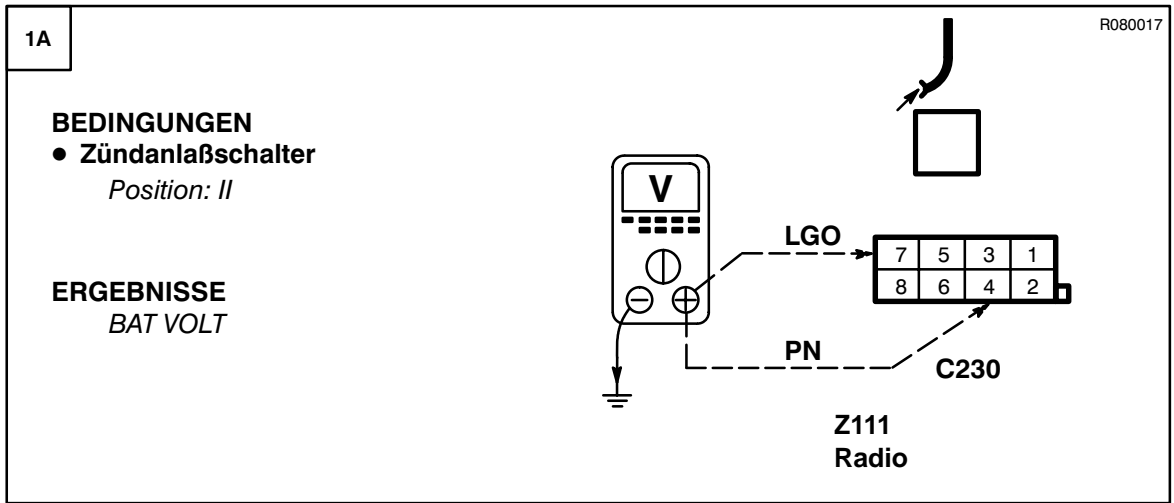 1A
R080017
BEDINGUNGEN
● Zündanlaßschalter
Position: II
ERGEBNISSE
BAT VOLT
V
LGO
7 5 3 1
8 6 4 2
PN
C230
Z111
Radio